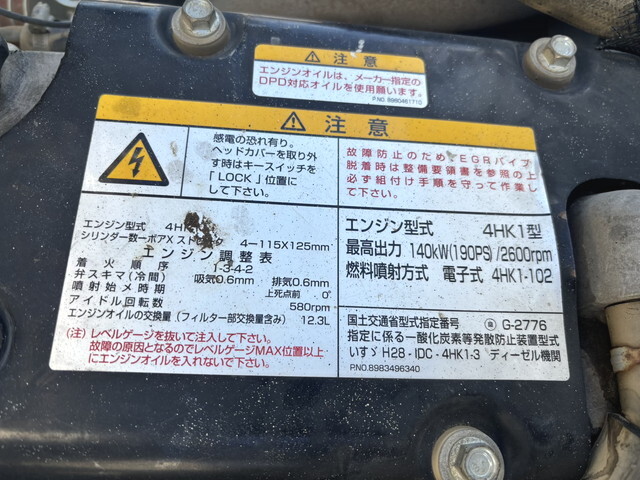 ⚠ 注意
エンジンオイルは、メーカー指定の
DPD対応オイルを使用願います。
P.NO. 8980461710
⚠ 注意
感電の恐れ有り。
ヘッドカバーを取り外
す時はキースイッチを
「LOCK」位置に
して下さい。
故障防止のため、EGRパイプ
脱着時は整備要領書を参照の上
必ず組付け手順を守って作業し
て下さい。
エンジン型式 4HK1
シリンダー数ーボアXスト 4-115X125mm
エンジン調整表
着火順序 1-3-4-2
弁スキマ(冷間) 吸気0.6mm 排気0.6mm
噴射始め時期 上死点前 0°
アイドル回転数 580rpm
エンジンオイルの交換量(フィルター部交換量含み) 12.3L
(注) レベルゲージを抜いて注入して下さい。
故障の原因となるのでレベルゲージMAX位置以上
にエンジンオイルを入れないで下さい。
エンジン型式 4HK1型
最高出力 140kW(190PS)/2600rpm
燃料噴射方式 電子式 4HK1-102
国土交通省型式指定番号 G-2776
指定に係る一酸化炭素等発散防止装置型式
いすゞ H28・IDC・4HK1-3 ディーゼル機関
P.NO.8983496340